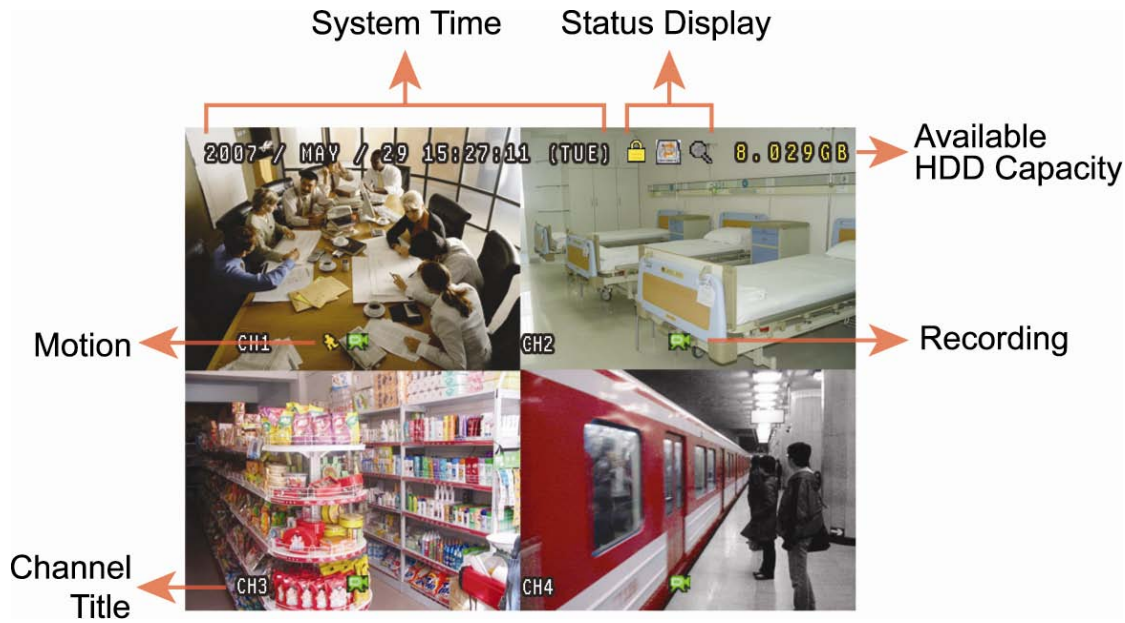 System Time
Status Display
2007 / MAY / 29 15:27:11 (TUE)
8.029GB
Available
HDD Capacity
Motion
CH1
CH2
Recording
Channel
Title
CH3
CH4